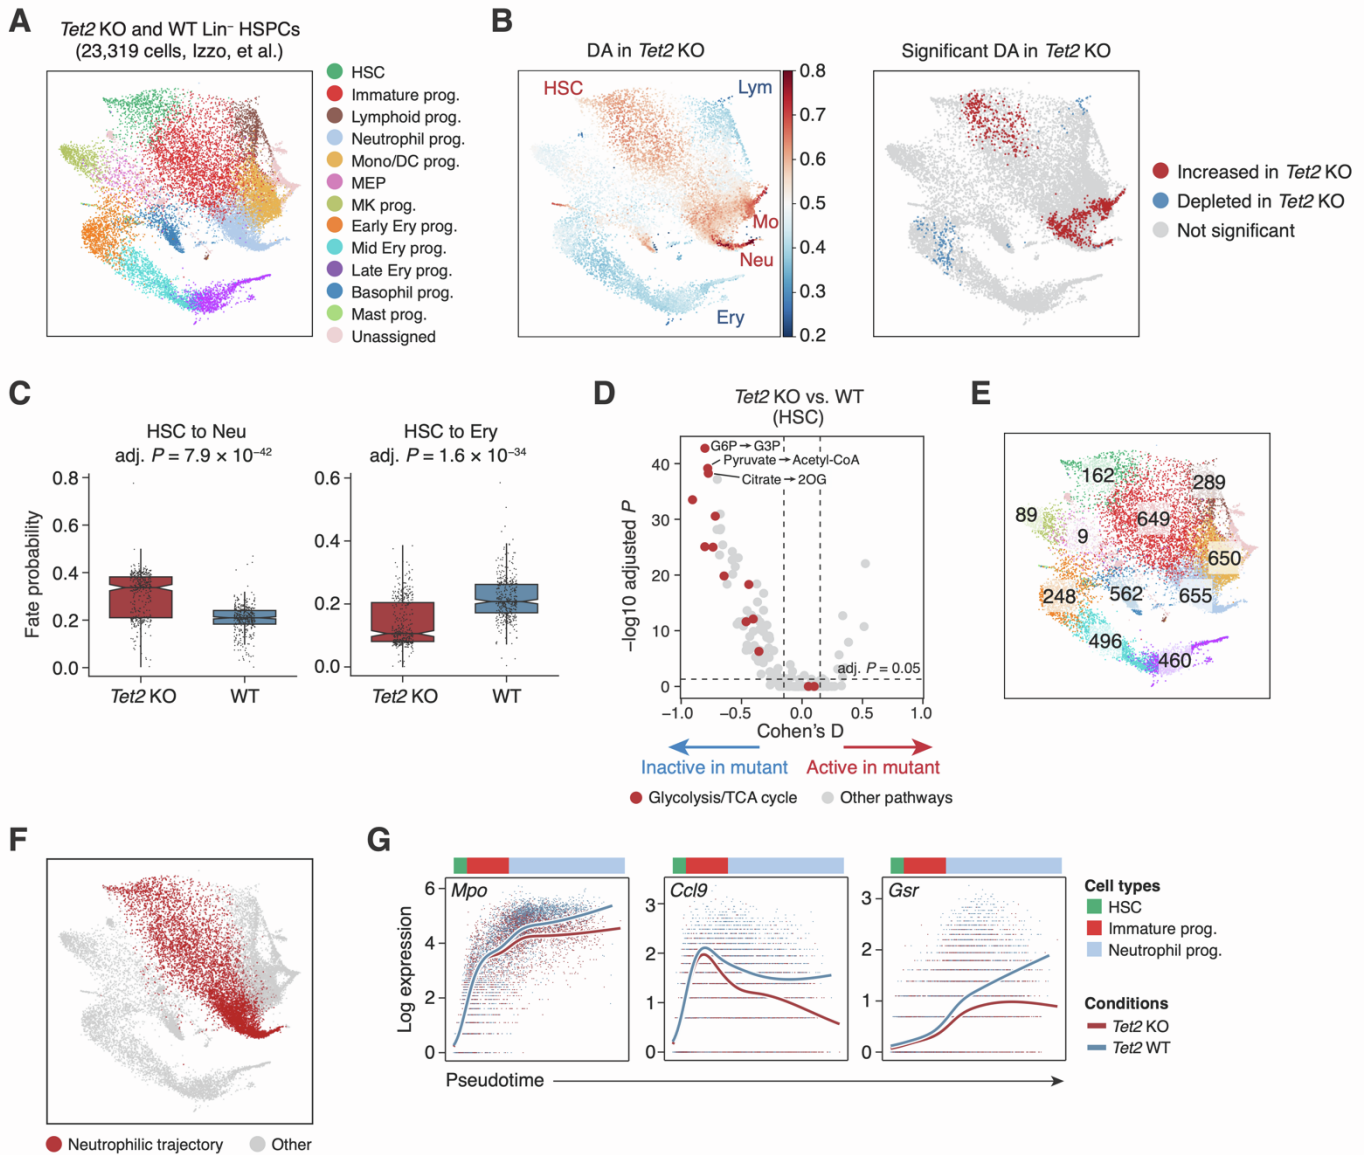 A
Tet2 KO and WT Lin⁻ HSPCs
(23,319 cells, Izzo, et al.)
HSC
Immature prog.
Lymphoid prog.
Neutrophil prog.
Mono/DC prog.
MEP
MK prog.
Early Ery prog.
Mid Ery prog.
Late Ery prog.
Basophil prog.
Mast prog.
Unassigned
B
DA in Tet2 KO
HSC
Lym
Mo
Neu
Ery
0.8
0.7
0.6
0.5
0.4
0.3
0.2
Significant DA in Tet2 KO
Increased in Tet2 KO
Depleted in Tet2 KO
Not significant
C
HSC to Neu
adj. P = 7.9 × 10⁻⁴²
Fate probability
0.8
0.6
0.4
0.2
0.0
Tet2 KO
WT
HSC to Ery
adj. P = 1.6 × 10⁻³⁴
0.6
0.4
0.2
0.0
Tet2 KO
WT
D
Tet2 KO vs. WT
(HSC)
G6P → G3P
Pyruvate → Acetyl-CoA
Citrate → 2OG
−log10 adjusted P
40
30
20
10
0
adj. P = 0.05
−1.0
−0.5
0.0
0.5
1.0
Cohen's D
Inactive in mutant
Active in mutant
Glycolysis/TCA cycle
Other pathways
E
162
289
89
649
9
650
248
562
655
496
460
F
Neutrophilic trajectory
Other
G
Log expression
Mpo
6
4
2
0
Ccl9
3
2
1
0
Gsr
3
2
1
0
Pseudotime
Cell types
HSC
Immature prog.
Neutrophil prog.
Conditions
Tet2 KO
Tet2 WT